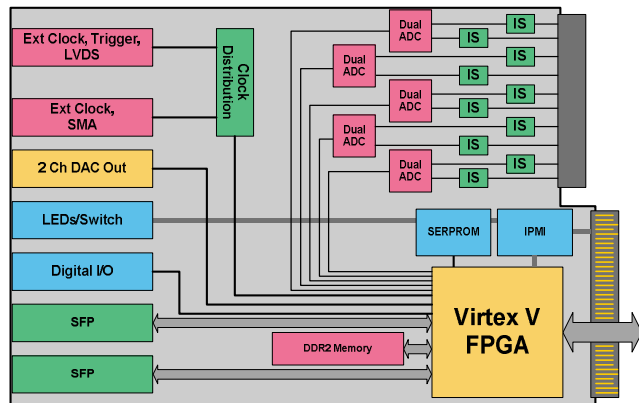 Ext Clock, Trigger,
LVDS
Ext Clock,
SMA
2 Ch DAC Out
LEDs/Switch
Digital I/O
SFP
SFP
Clock
Distribution
Dual
ADC
Dual
ADC
Dual
ADC
Dual
ADC
Dual
ADC
IS
IS
IS
IS
IS
IS
IS
IS
IS
IS
SERPROM
IPMI
DDR2 Memory
Virtex V
FPGA